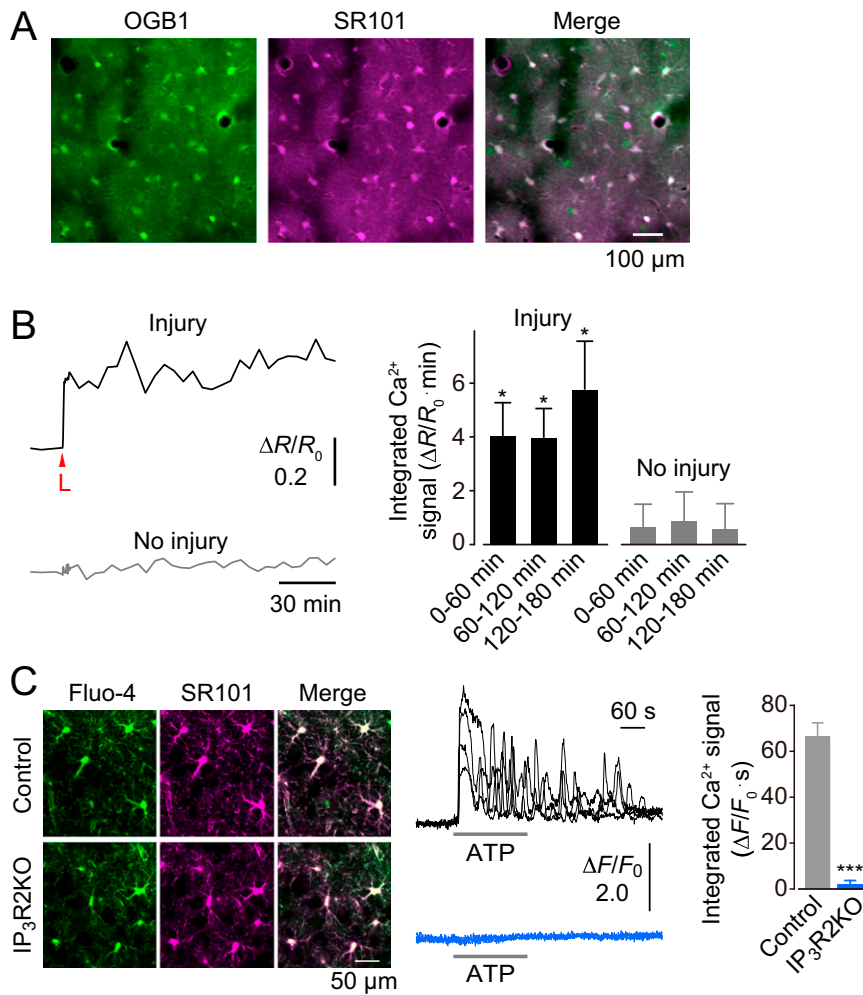 A
OGB1
SR101
Merge
100 μm
B
Injury
ΔR/R0
0.2
L
No injury
30 min
Integrated Ca2+
signal (ΔR/R0·min)
6
4
2
0
Injury
* * *
No injury
0-60 min
60-120 min
120-180 min
0-60 min
60-120 min
120-180 min
C
Fluo-4
SR101
Merge
Control
IP3R2KO
50 μm
60 s
ATP
ΔF/F0
2.0
ATP
Integrated Ca2+ signal
(ΔF/F0·s)
80
60
40
20
0
***
Control
IP3R2KO